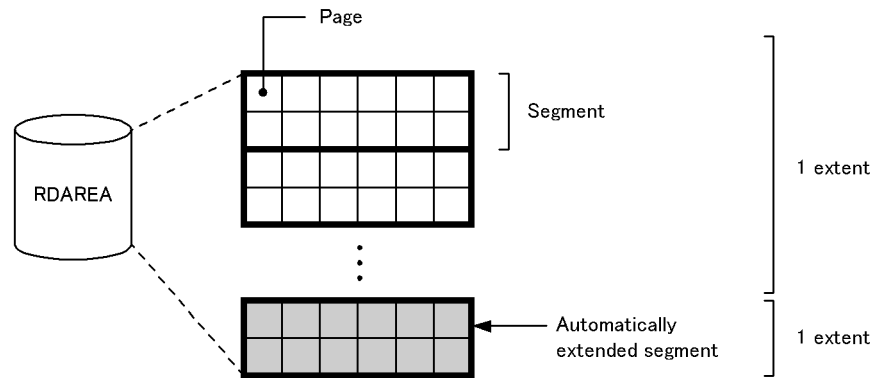 Page
Segment
RDAREA
1 extent
Automatically
extended segment
1 extent